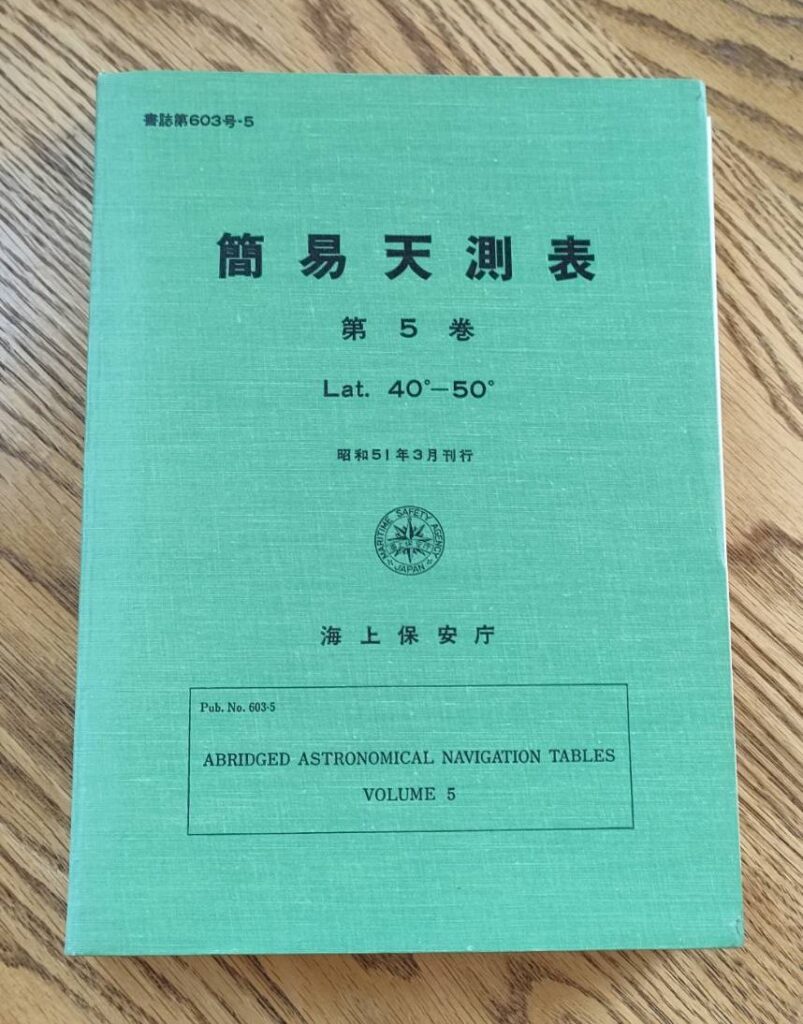 書誌第603号-5
簡易天測表
第5巻
Lat. 40°-50°
昭和51年3月刊行
MARITIME SAFETY AGENCY
JAPAN
海上保安庁
Pub. No. 603-5
ABRIDGED ASTRONOMICAL NAVIGATION TABLES
VOLUME 5